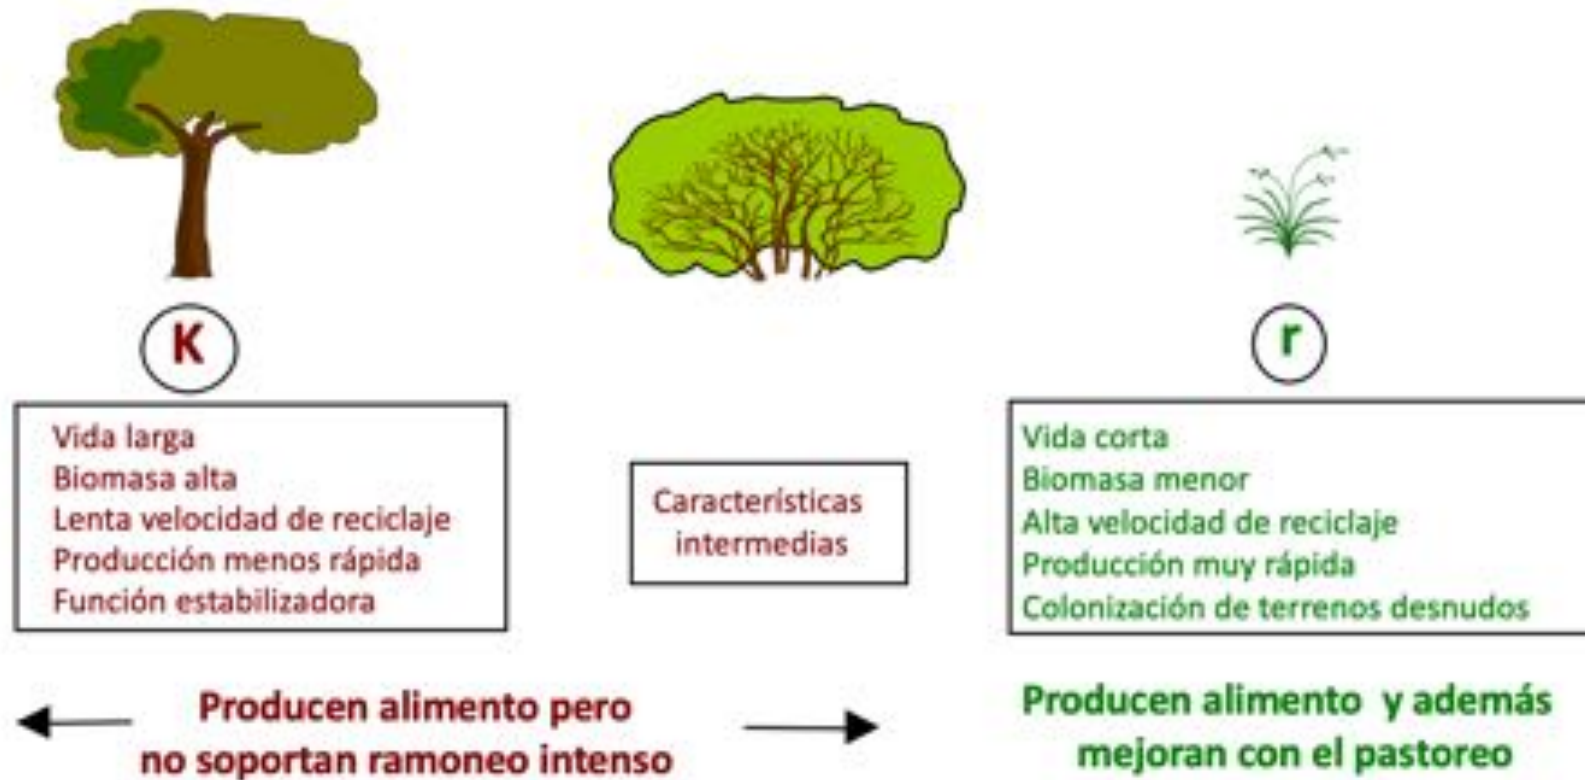 K
Vida larga
Biomasa alta
Lenta velocidad de reciclaje
Producción menos rápida
Función estabilizadora
Características
intermedias
r
Vida corta
Biomasa menor
Alta velocidad de reciclaje
Producción muy rápida
Colonización de terrenos desnudos
Producen alimento pero
no soportan ramoneo intenso
Producen alimento y además
mejoran con el pastoreo